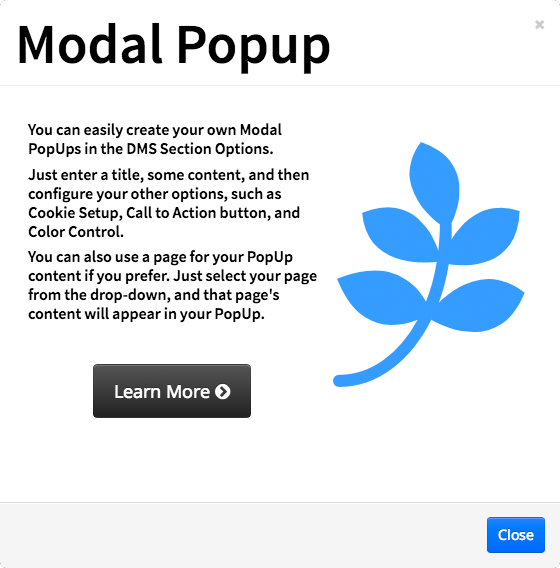 Modal Popup
×
You can easily create your own Modal
PopUps in the DMS Section Options.
Just enter a title, some content, and then
configure your other options, such as
Cookie Setup, Call to Action button, and
Color Control.
You can also use a page for your PopUp
content if you prefer. Just select your page
from the drop-down, and that page's
content will appear in your PopUp.
Learn More
Close